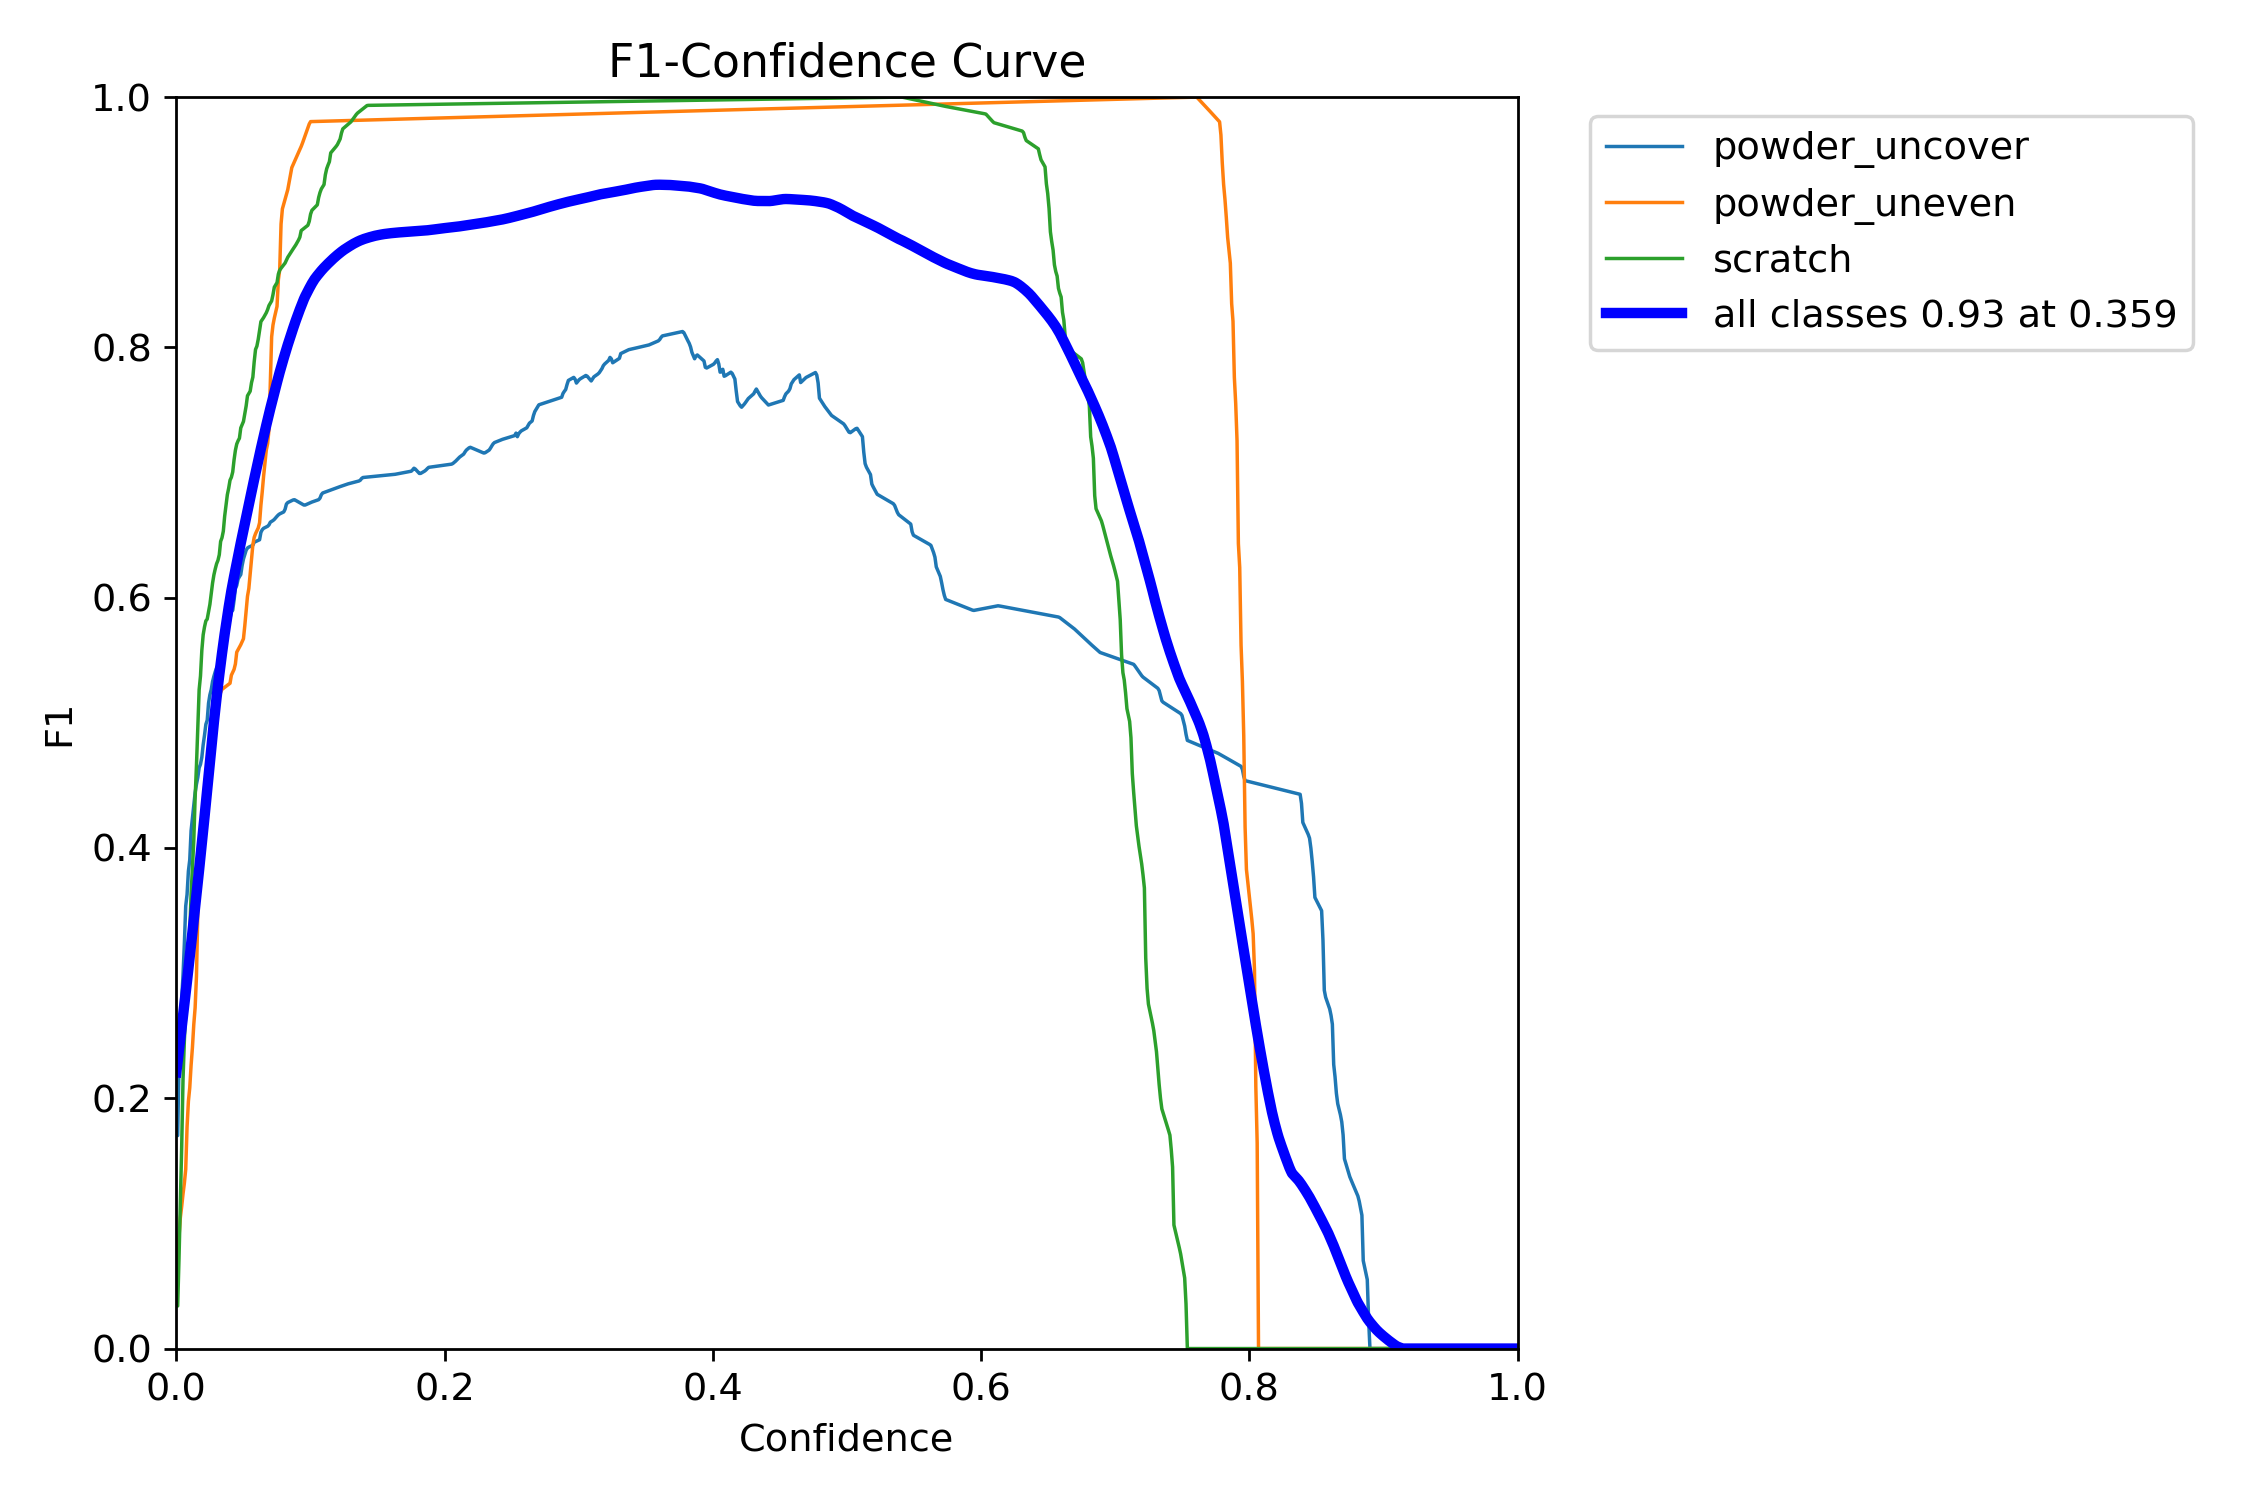 F1-Confidence Curve
1.0
0.8
0.6
0.4
0.2
0.0
F1
0.0 0.2 0.4 0.6 0.8 1.0
Confidence
powder_uncover
powder_uneven
scratch
all classes 0.93 at 0.359